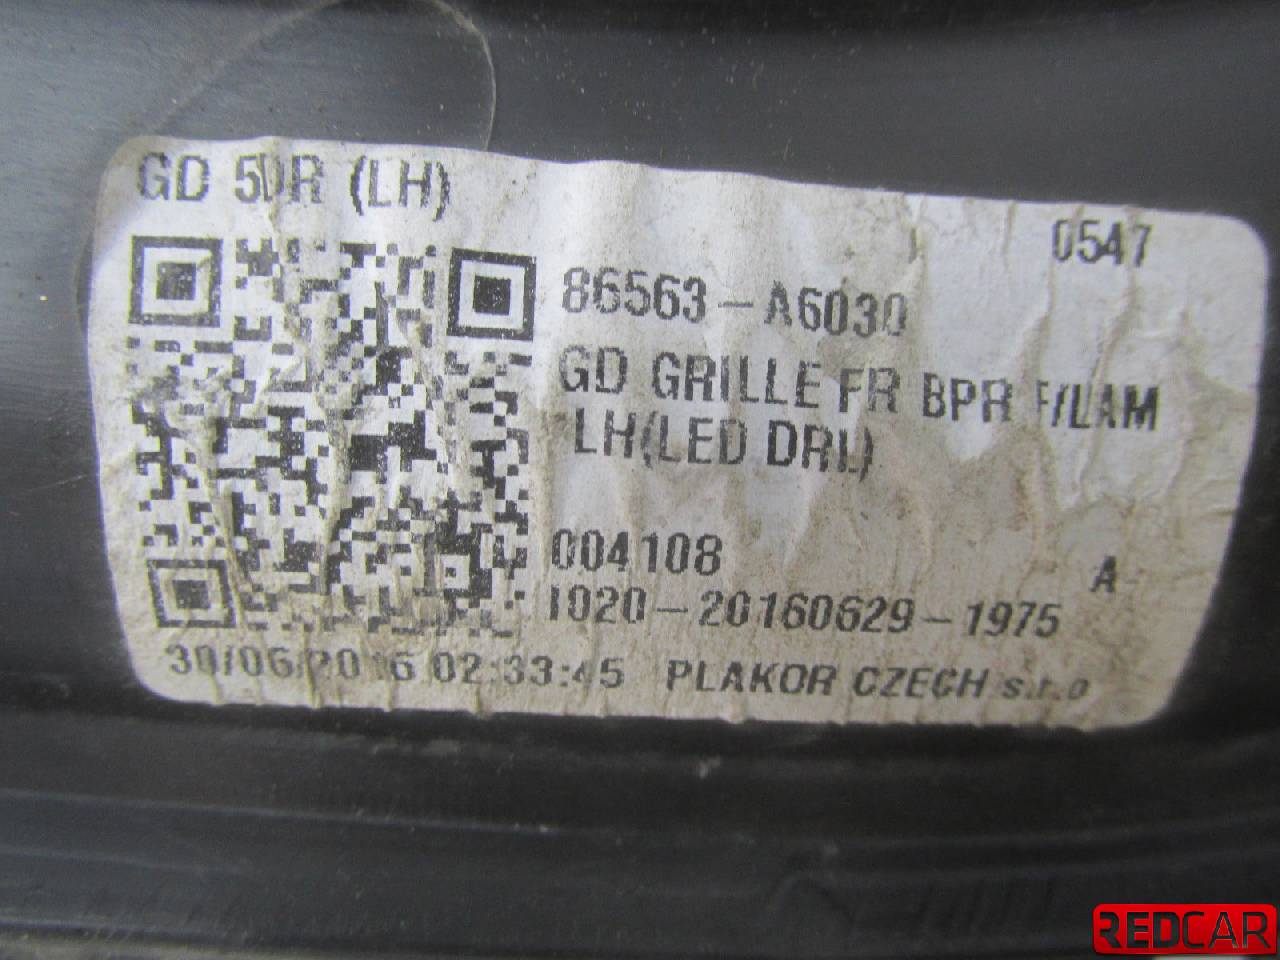 GD 5DR (LH)
0547
86563-A6030
GD GRILLE FR BPR F/LAM
LH(LED DRL)
004108
A
1020-20160629-1975
30/06/2016 02:33:45 PLAKOR CZECH s.r.o
REDCAR